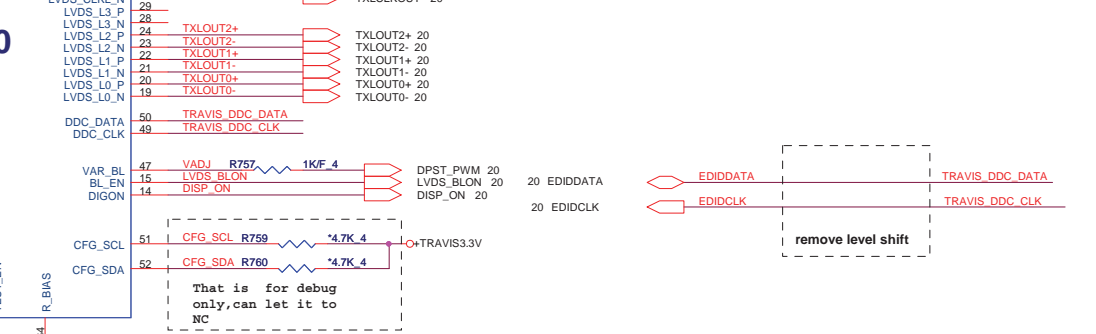 29
LVDS_L3_P
28
LVDS_L3_N
24 TXLOUT2+
LVDS_L2_P TXLOUT2+ 20
23 TXLOUT2-
LVDS_L2_N TXLOUT2- 20
22 TXLOUT1+
LVDS_L1_P TXLOUT1+ 20
21 TXLOUT1-
LVDS_L1_N TXLOUT1- 20
20 TXLOUT0+
LVDS_L0_P TXLOUT0+ 20
19 TXLOUT0-
LVDS_L0_N TXLOUT0- 20
0
DDC_DATA 50 TRAVIS_DDC_DATA
DDC_CLK 49 TRAVIS_DDC_CLK
VAR_BL 47 VADJ R757 1K/F_4 DPST_PWM 20
BL_EN 15 LVDS_BLON LVDS_BLON 20
DIGON 14 DISP_ON DISP_ON 20
20 EDIDDATA EDIDDATA TRAVIS_DDC_DATA
20 EDIDCLK EDIDCLK TRAVIS_DDC_CLK
remove level shift
CFG_SCL 51 CFG_SCL R759 *4.7K_4 +TRAVIS3.3V
CFG_SDA 52 CFG_SDA R760 *4.7K_4
That is for debug
only,can let it to
NC
R_BIAS
4